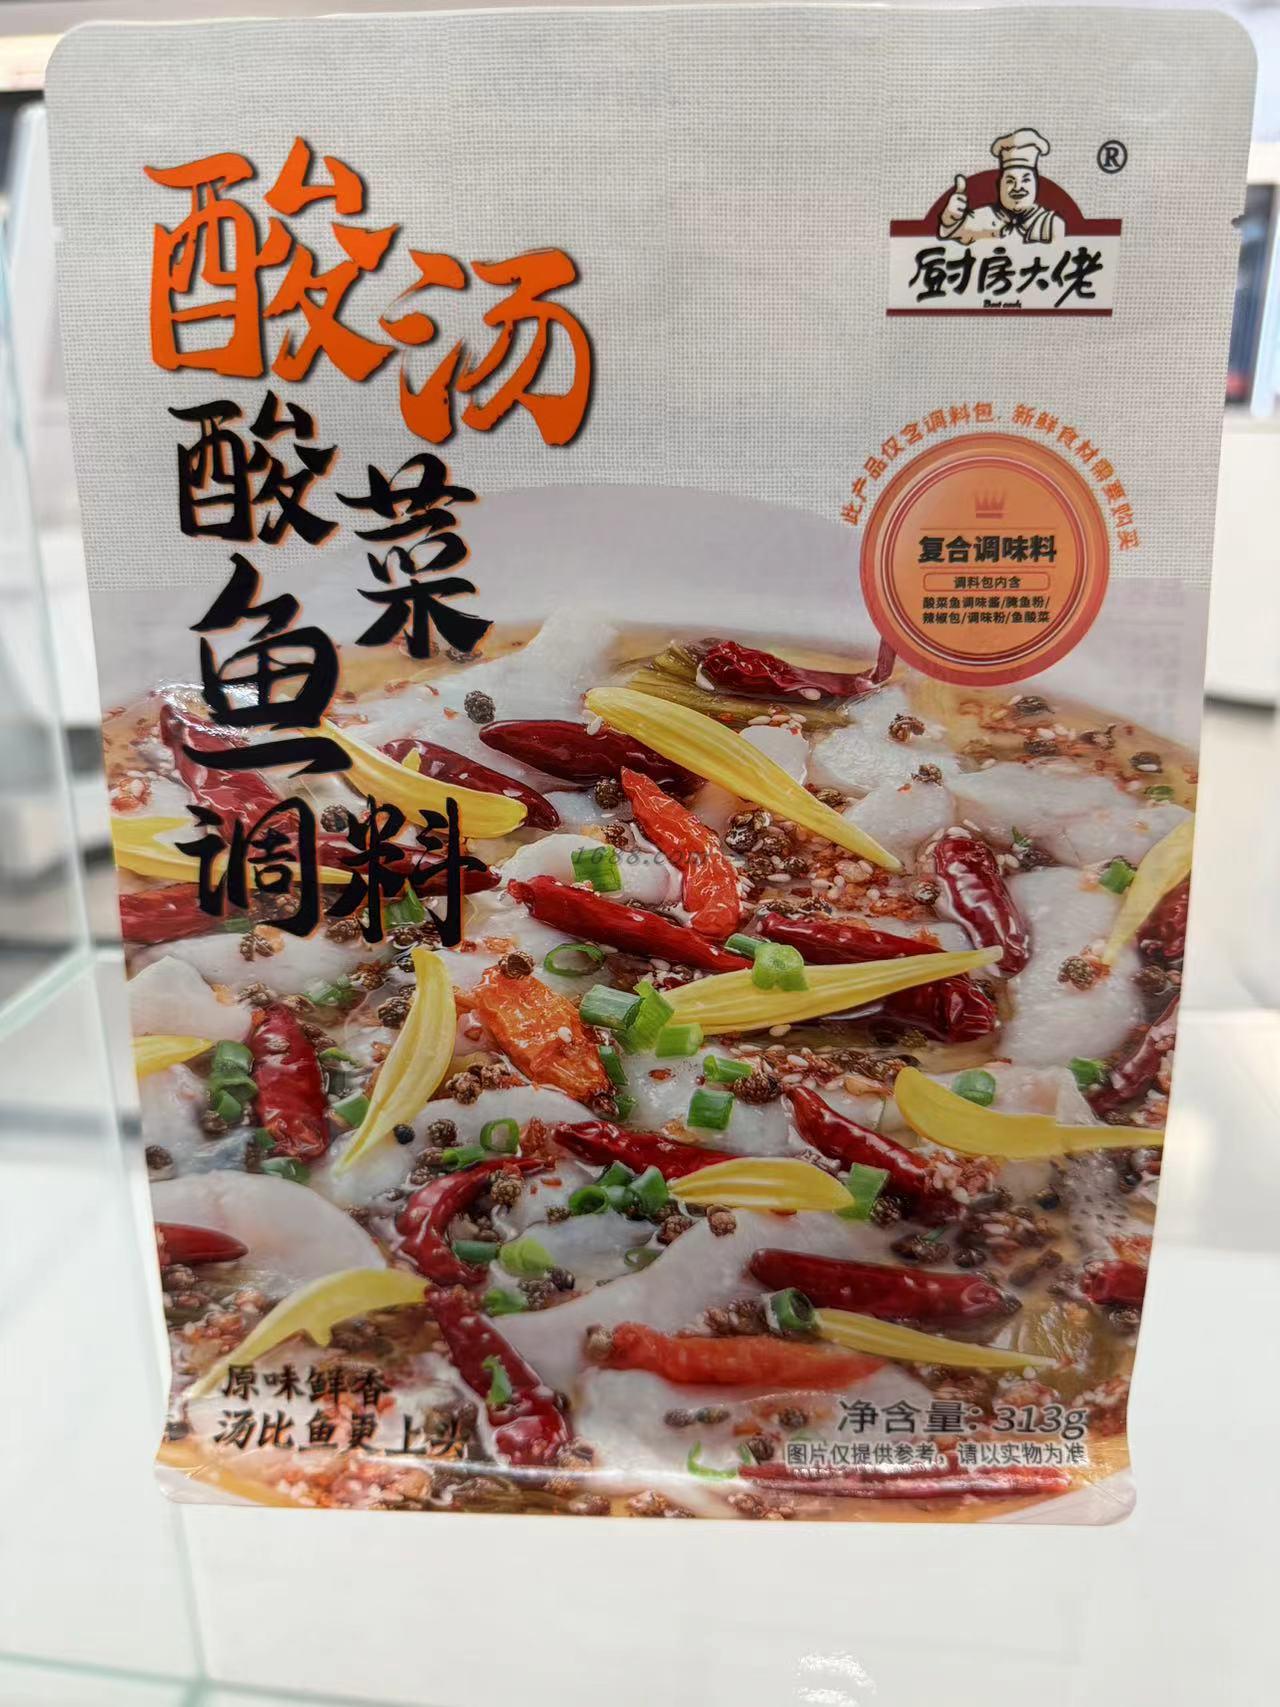 酸汤
酸菜
鱼
调料
®
厨房大佬
Best cook
此产品仅含调料包，新鲜食材需要购买
复合调味料
调料包内含
酸菜鱼调味酱/腌鱼粉/
辣椒包/调味粉/鱼酸菜
1688.com
原味鲜香
汤比鱼更上头
净含量：313g
图片仅提供参考，请以实物为准